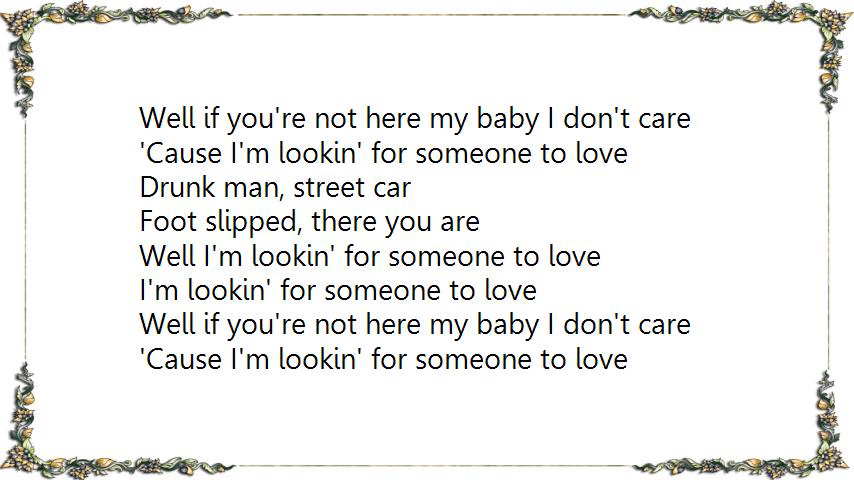 Well if you're not here my baby I don't care
'Cause I'm lookin' for someone to love
Drunk man, street car
Foot slipped, there you are
Well I'm lookin' for someone to love
I'm lookin' for someone to love
Well if you're not here my baby I don't care
'Cause I'm lookin' for someone to love